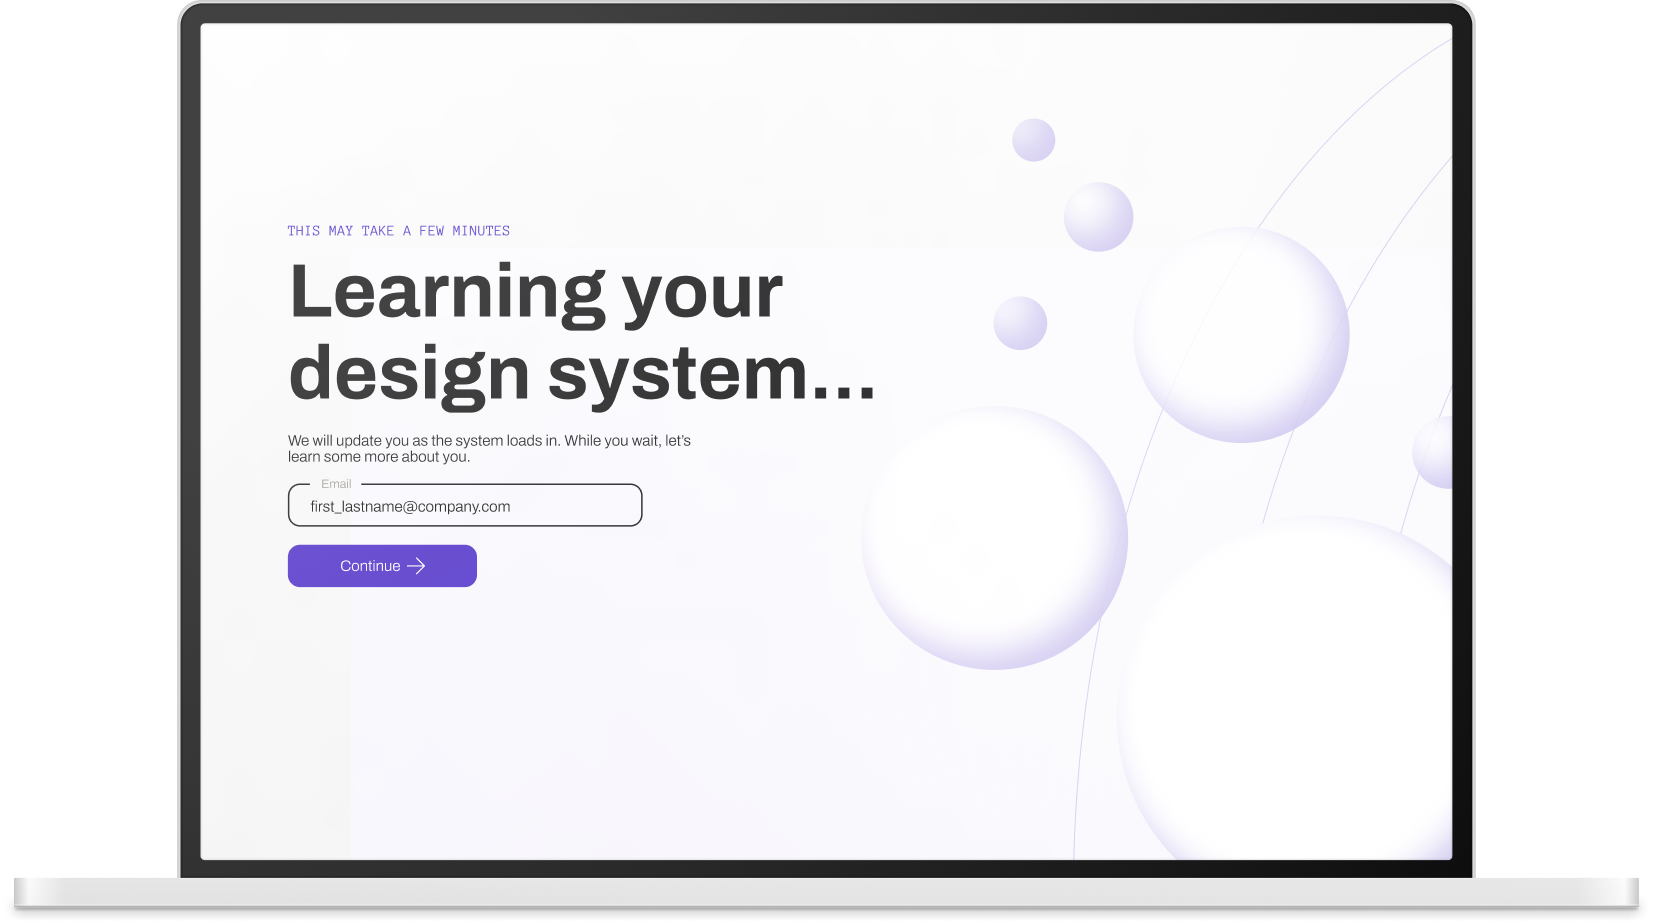 THIS MAY TAKE A FEW MINUTES
Learning your
design system...
We will update you as the system loads in. While you wait, let's
learn some more about you.
Email
first_lastname@company.com
Continue